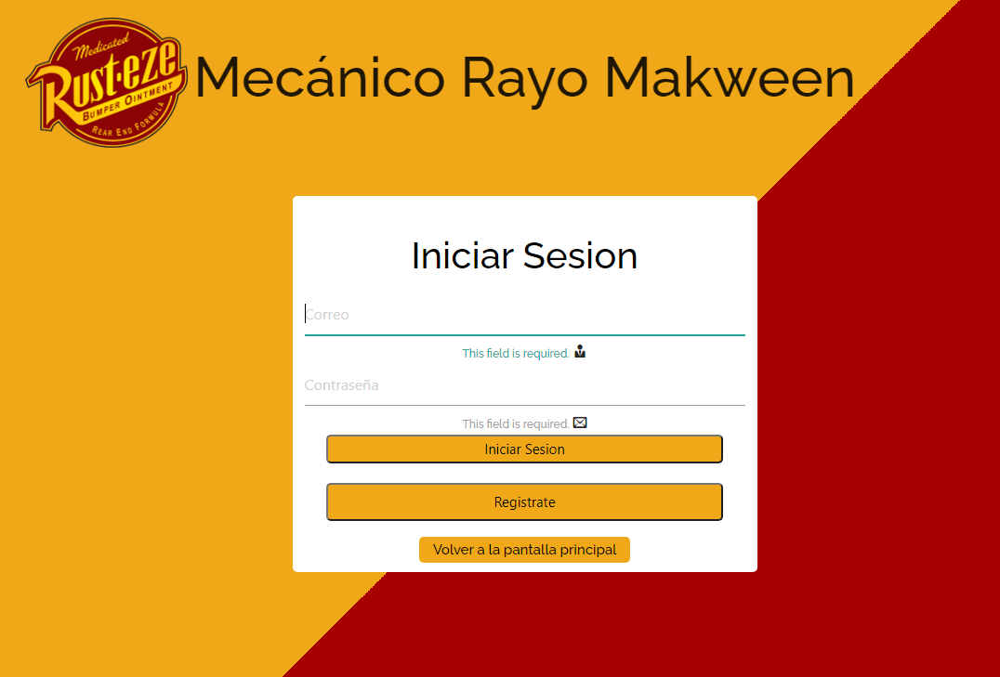 Medicated
Rust-eze
Bumper Ointment
Rear End Formula
Mecánico Rayo Makween
Iniciar Sesion
Correo
This field is required.
Contraseña
This field is required.
Iniciar Sesion
Registrate
Volver a la pantalla principal